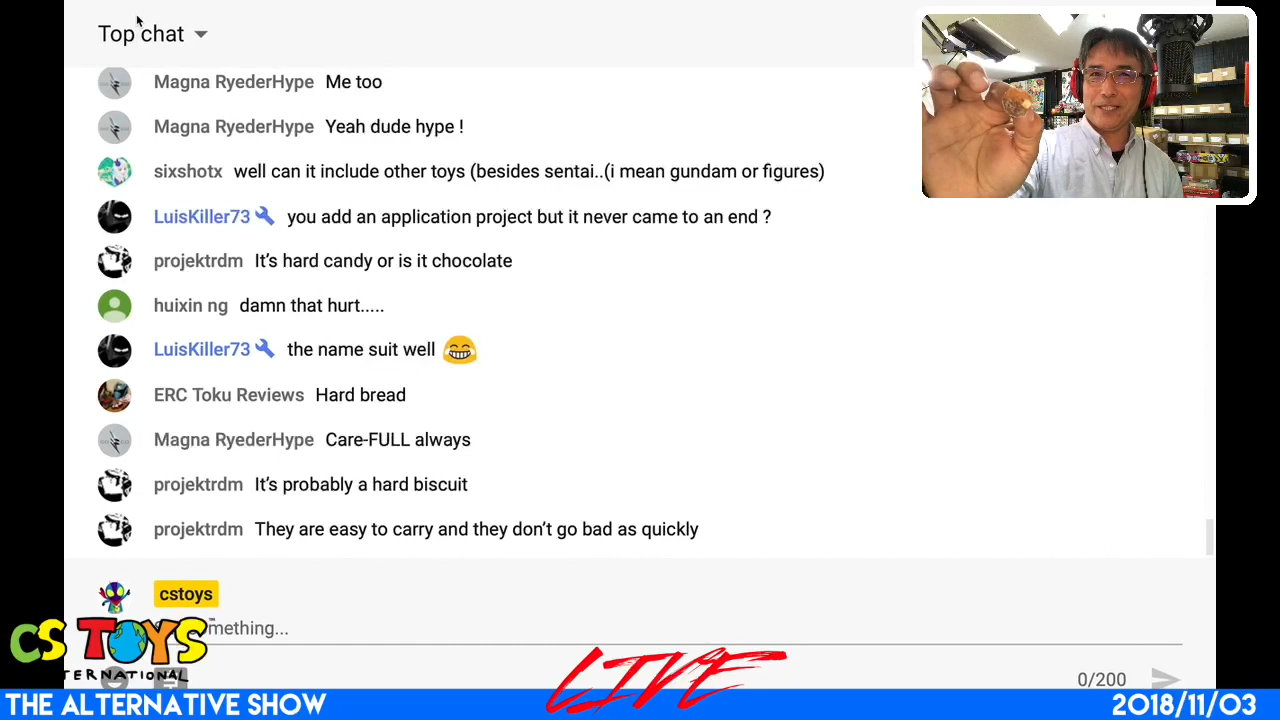 Top chat
Magna RyederHype Me too
Magna RyederHype Yeah dude hype !
sixshotx well can it include other toys (besides sentai..(i mean gundam or figures)
LuisKiller73 you add an application project but it never came to an end ?
projektrdm It's hard candy or is it chocolate
huixin ng damn that hurt.....
LuisKiller73 the name suit well 😂
ERC Toku Reviews Hard bread
Magna RyederHype Care-FULL always
projektrdm It's probably a hard biscuit
projektrdm They are easy to carry and they don't go bad as quickly
cstoys
mething...
CS TOYS
TERNATIONAL
LIVE
0/200
THE ALTERNATIVE SHOW
2018/11/03